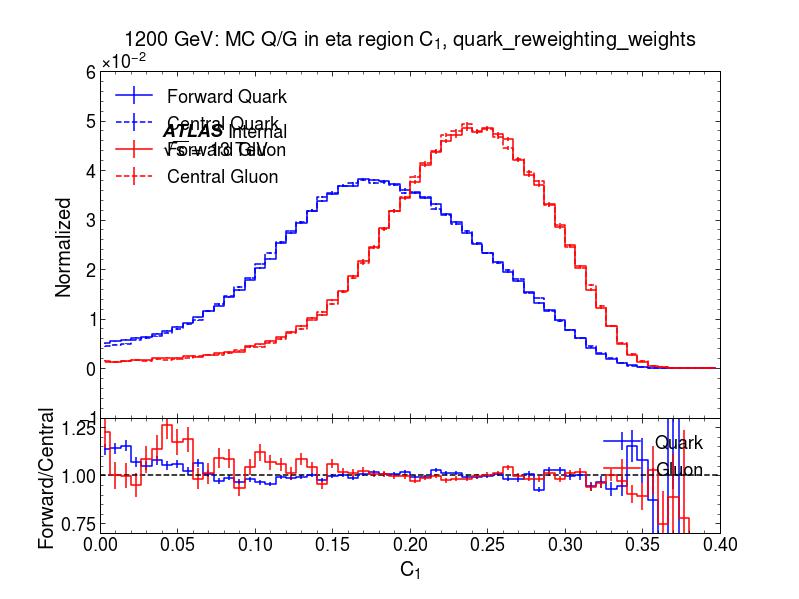 1200 GeV: MC Q/G in eta region C₁, quark_reweighting_weights
×10⁻²
6
5
4
3
2
1
0
−1
Normalized
Forward Quark
Central Quark
ATLAS Internal
√s = 13 TeV
Forward Gluon
Central Gluon
1.25
1.00
0.75
Forward/Central
Quark
Gluon
0.00 0.05 0.10 0.15 0.20 0.25 0.30 0.35 0.40
C₁